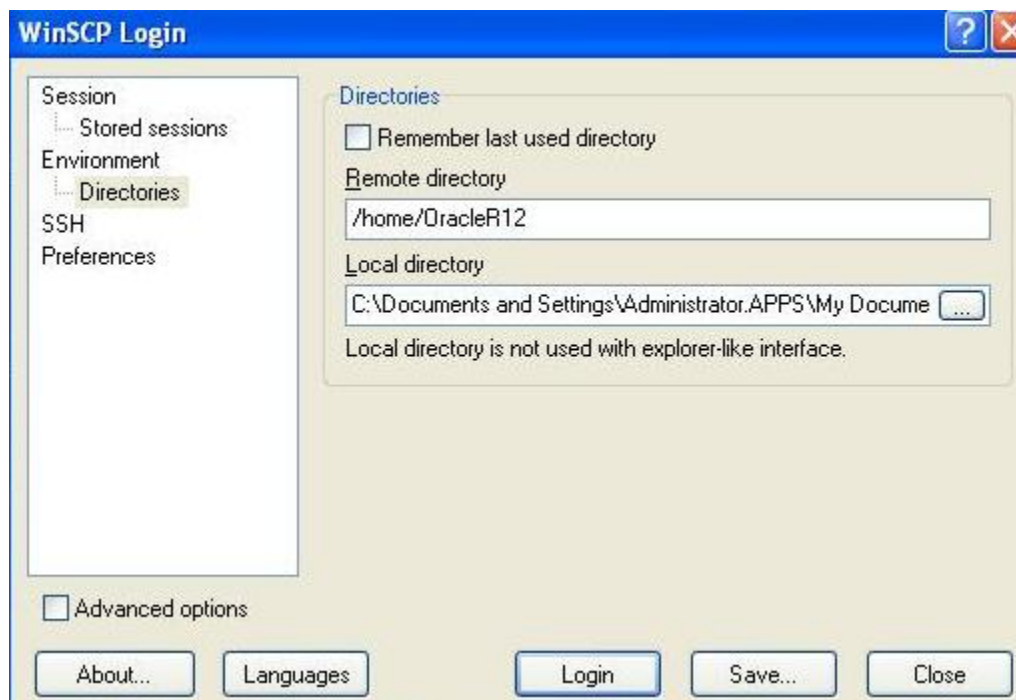 WinSCP Login
?
Session
Stored sessions
Environment
Directories
SSH
Preferences
Directories
Remember last used directory
Remote directory
/home/OracleR12
Local directory
C:\Documents and Settings\Administrator.APPS\My Docume ...
Local directory is not used with explorer-like interface.
Advanced options
About... Languages Login Save... Close